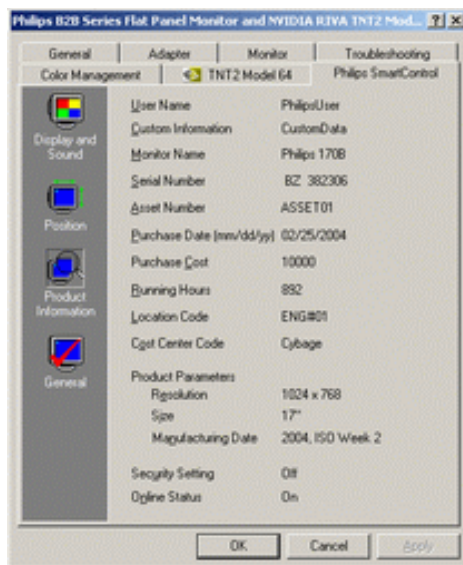 Philips B2B Series Flat Panel Monitor and NVIDIA RIVA TNT2 Mod... ? X
General Adapter Monitor Troubleshooting
Color Management TNT2 Model 64 Philips SmartControl
Display and Sound
Position
Product Information
General
User Name PhilipsUser
Custom Information CustomData
Monitor Name Philips 170B
Serial Number BZ 382306
Asset Number ASSET01
Purchase Date (mm/dd/yy) 02/25/2004
Purchase Cost 10000
Running Hours 892
Location Code ENG#01
Cost Center Code Cybage
Product Parameters
Resolution 1024 x 768
Size 17"
Manufacturing Date 2004, ISO Week 2
Security Setting Off
Online Status On
OK Cancel Apply